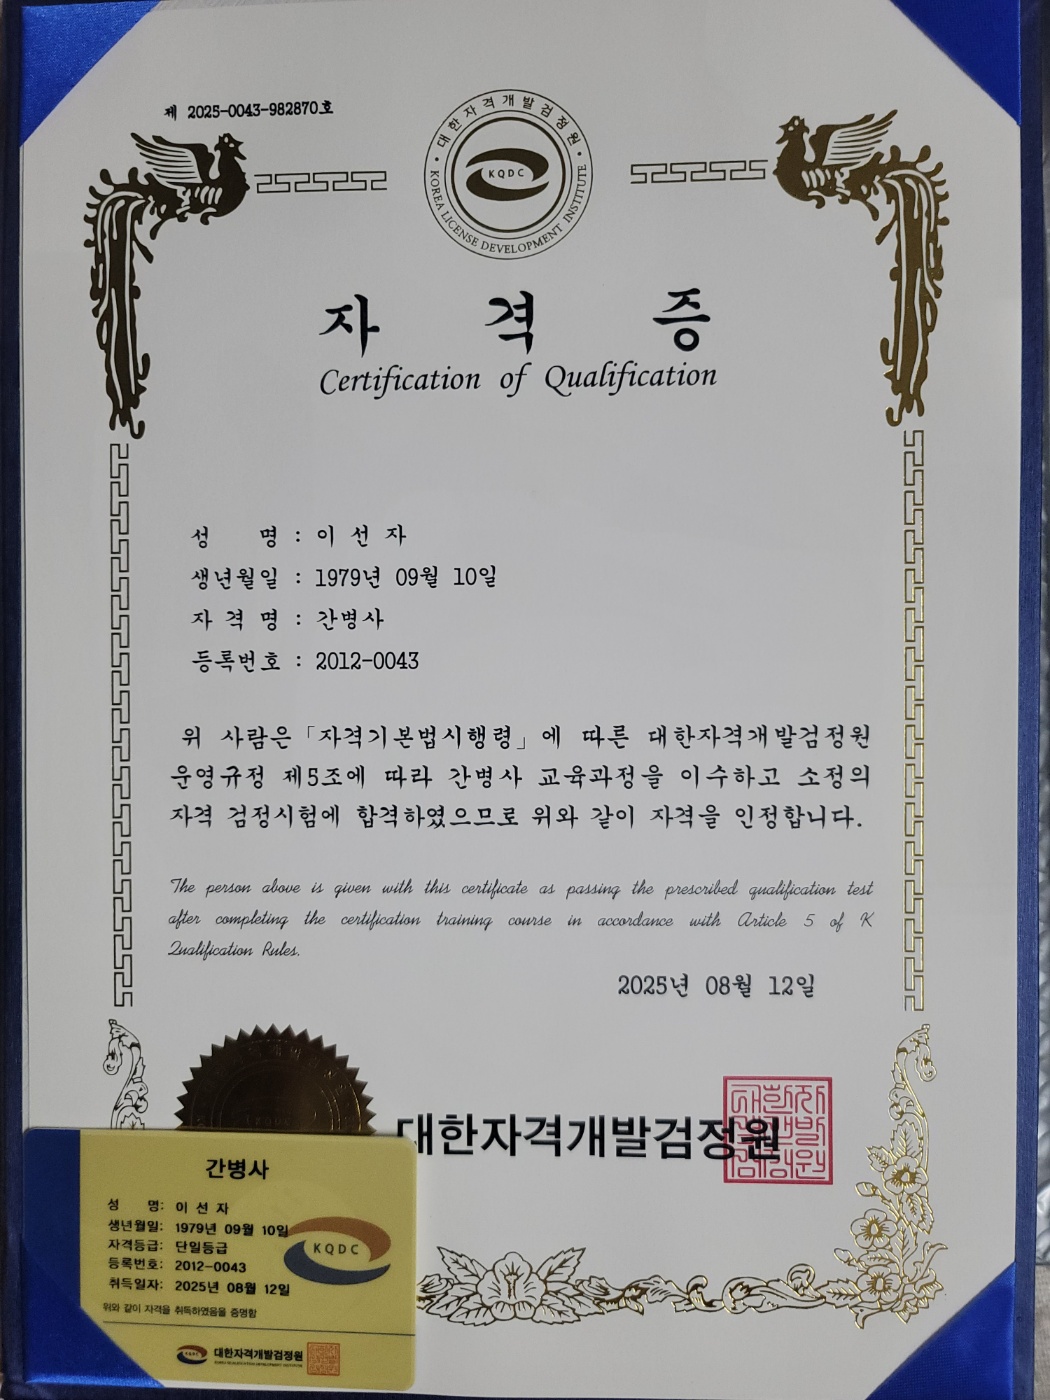 제 2025-0043-982870호
대한자격개발검정원
KQDC
KOREA LICENSE DEVELOPMENT INSTITUTE
자 격 증
Certification of Qualification
성 명 : 이 선 자
생년월일 : 1979년 09월 10일
자 격 명 : 간병사
등록번호 : 2012-0043
위 사람은 「자격기본법시행령」에 따른 대한자격개발검정원
운영규정 제5조에 따라 간병사 교육과정을 이수하고 소정의
자격 검정시험에 합격하였으므로 위와 같이 자격을 인정합니다.
The person above is given with this certificate as passing the prescribed qualification test
after completing the certification training course in accordance with Article 5 of K
Qualification Rules.
2025년 08월 12일
대한자격개발검정원
간병사
성 명: 이 선 자
생년월일: 1979년 09월 10일
자격등급: 단일등급
등록번호: 2012-0043
취득일자: 2025년 08월 12일
KQDC
위와 같이 자격을 취득하였음을 증명함
대한자격개발검정원